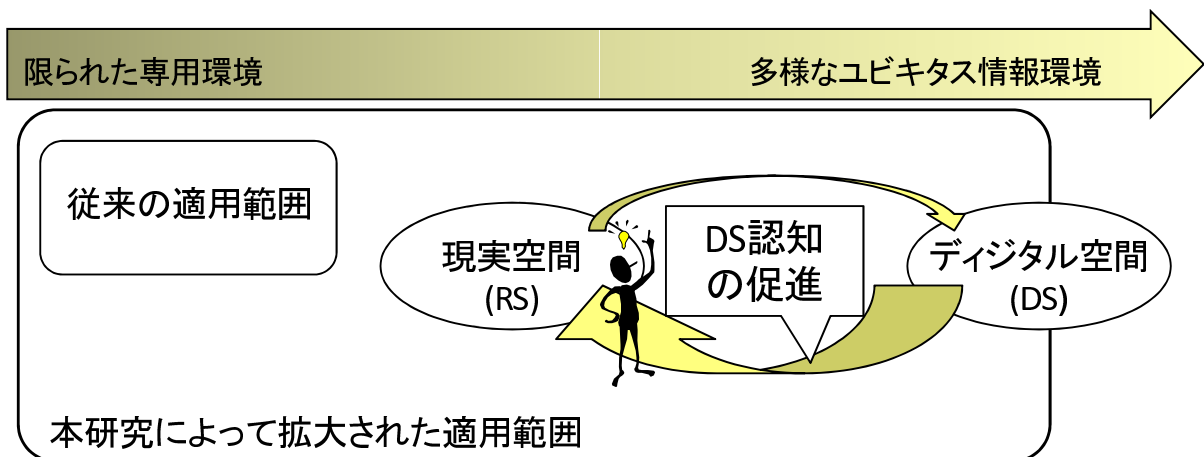 限られた専用環境
多様なユビキタス情報環境
従来の適用範囲
現実空間
(RS)
DS認知
の促進
ディジタル空間
(DS)
本研究によって拡大された適用範囲